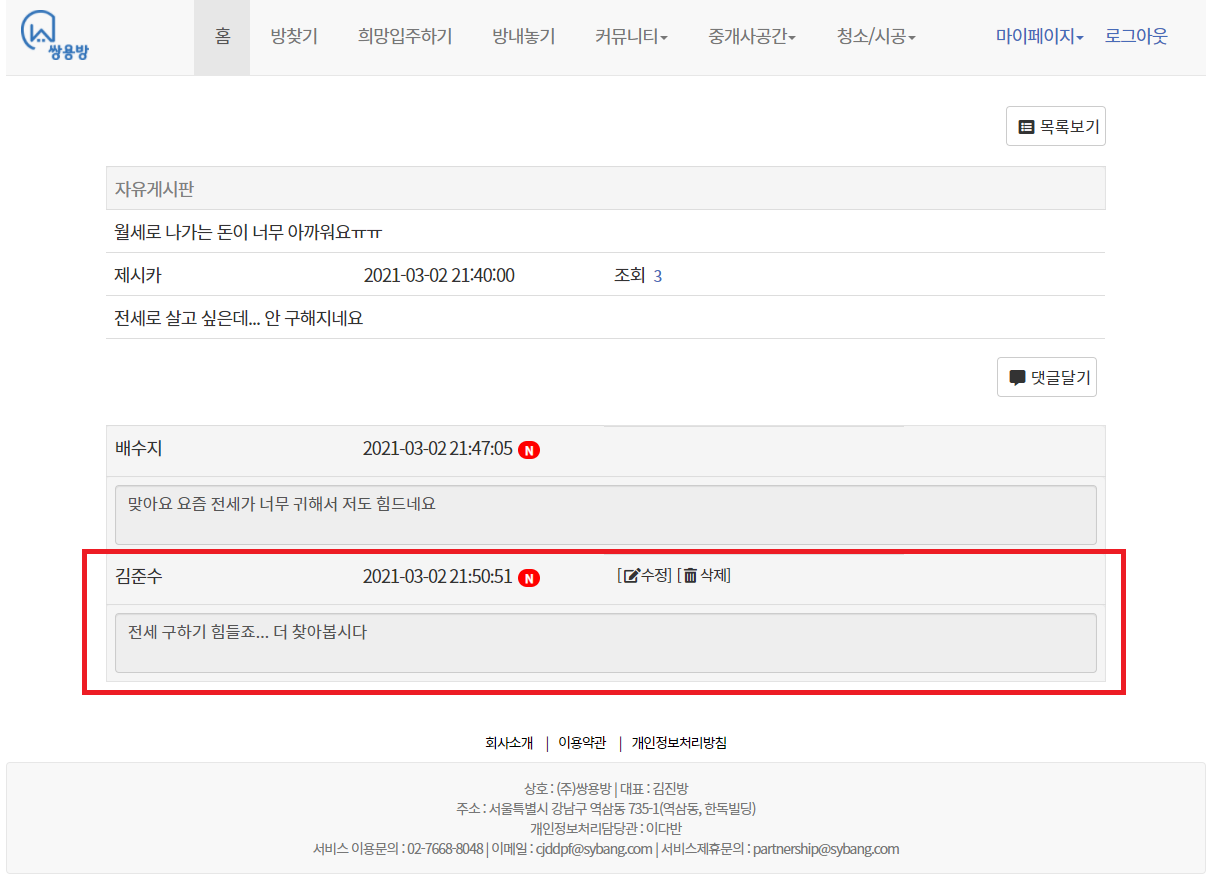 쌍용방
홈 방찾기 희망입주하기 방내놓기 커뮤니티 중개사공간 청소/시공 마이페이지 로그아웃
목록보기
자유게시판
월세로 나가는 돈이 너무 아까워요ㅠㅠ
제시카 2021-03-02 21:40:00 조회 3
전세로 살고 싶은데... 안 구해지네요
댓글달기
배수지 2021-03-02 21:47:05 N
맞아요 요즘 전세가 너무 귀해서 저도 힘드네요
김준수 2021-03-02 21:50:51 N [수정] [삭제]
전세 구하기 힘들죠... 더 찾아봅시다
회사소개 | 이용약관 | 개인정보처리방침
상호 : (주)쌍용방 | 대표 : 김진방
주소 : 서울특별시 강남구 역삼동 735-1(역삼동, 한독빌딩)
개인정보처리담당관 : 이다반
서비스 이용문의 : 02-7668-8048 | 이메일 : cjddpf@sybang.com | 서비스제휴문의 : partnership@sybang.com